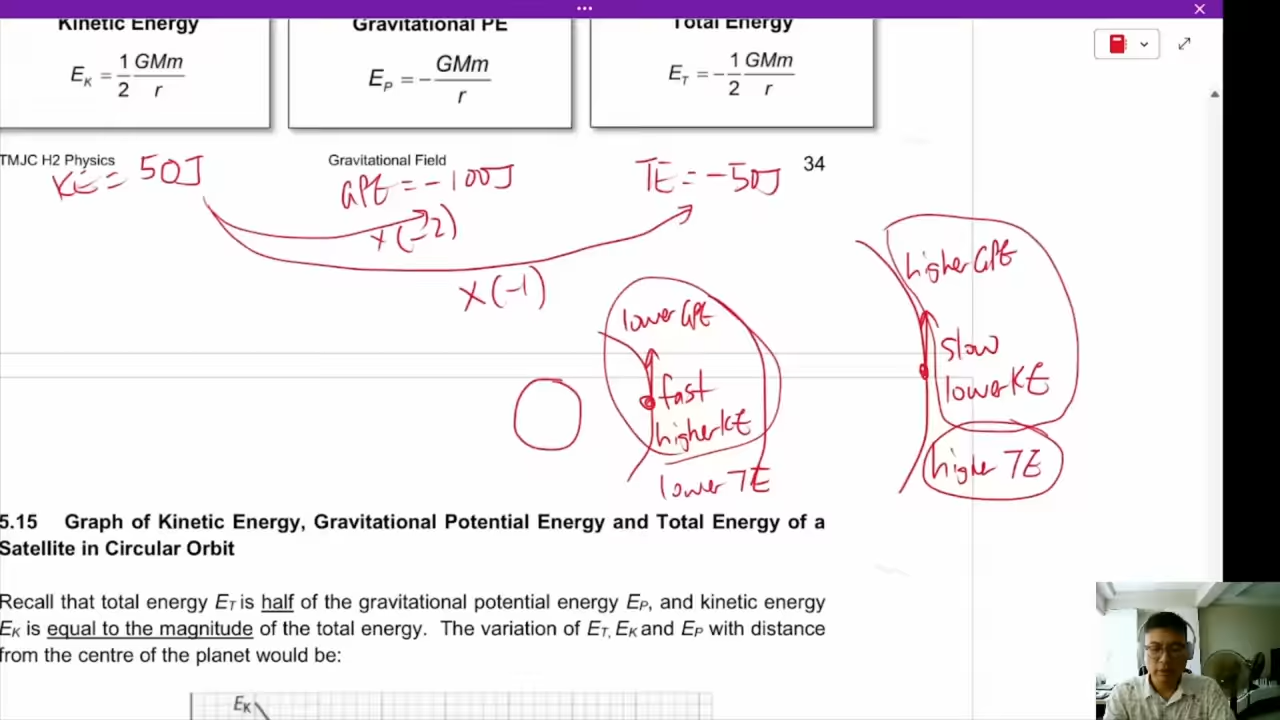 Kinetic Energy
E_K = 1/2 GMm/r
Gravitational PE
E_P = - GMm/r
Total Energy
E_T = - 1/2 GMm/r
TMJC H2 Physics
Gravitational Field
34
KE = 50J
GPE = -100J
TE = -50J
x(-2)
x(-1)
lower GPE
fast
higher KE
lower TE
higher GPE
slow
lower KE
higher TE
5.15 Graph of Kinetic Energy, Gravitational Potential Energy and Total Energy of a
Satellite in Circular Orbit
Recall that total energy E_T is half of the gravitational potential energy E_P, and kinetic energy
E_K is equal to the magnitude of the total energy. The variation of E_T, E_K and E_P with distance
from the centre of the planet would be:
E_K